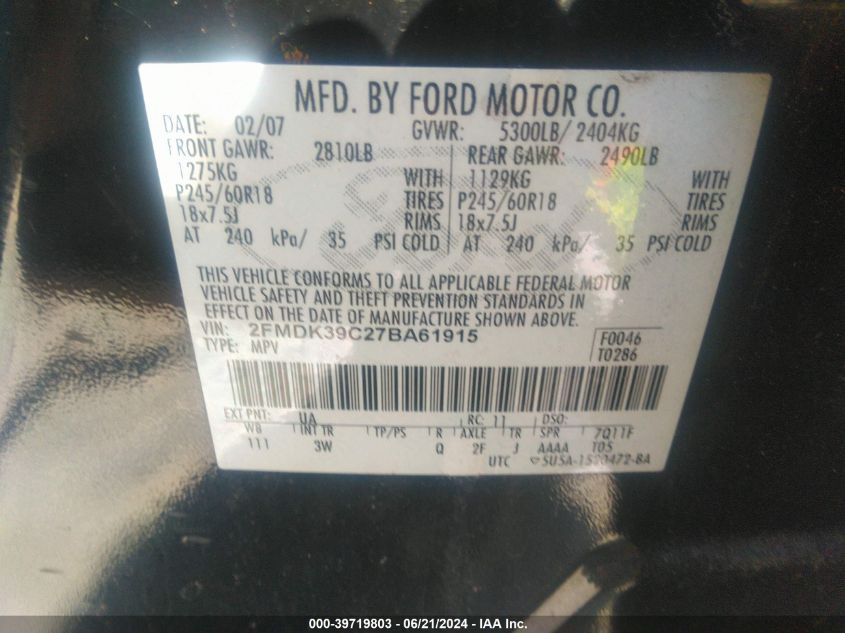 MFD. BY FORD MOTOR CO.
DATE: 02/07 GVWR: 5300LB/ 2404KG
FRONT GAWR: 2810LB REAR GAWR: 2490LB
1275KG WITH 1129KG WITH
P245/60R18 TIRES P245/60R18 TIRES
18x7.5J RIMS 18x7.5J RIMS
AT 240 kPa/ 35 PSI COLD AT 240 kPa/ 35 PSI COLD
THIS VEHICLE CONFORMS TO ALL APPLICABLE FEDERAL MOTOR
VEHICLE SAFETY AND THEFT PREVENTION STANDARDS IN
EFFECT ON THE DATE OF MANUFACTURE SHOWN ABOVE.
VIN: 2FMDK39C27BA61915 F0046
TYPE: MPV T0286
EXT PNT: UA RC: 11 DSO:
WB INT TR TP/PS R AXLE TR SPR 7Q11F
111 3W Q 2F J AAAA T05
UTC
000-39719803 - 06/21/2024 - IAA Inc.